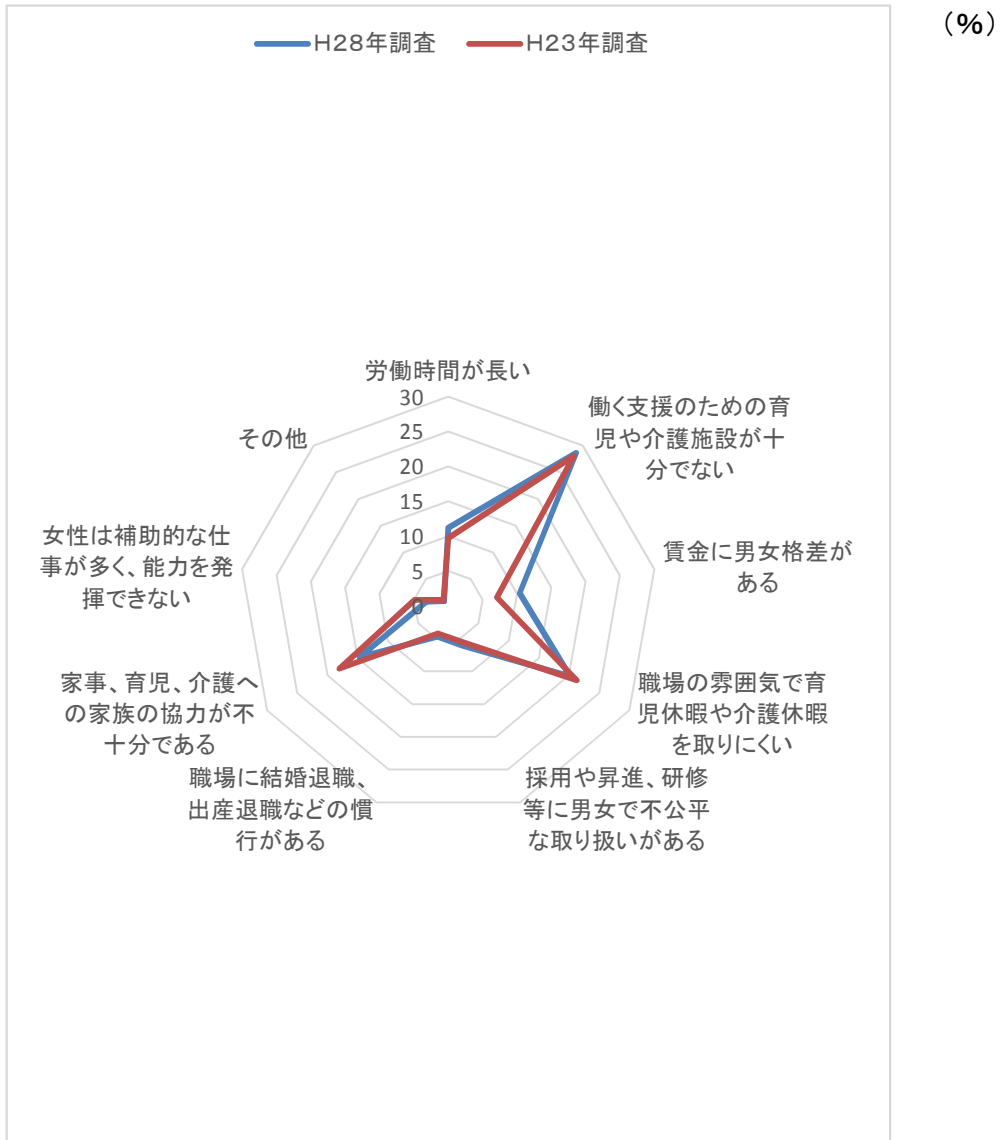 （%）
H28年調査
H23年調査
労働時間が長い
30
25
20
15
10
5
0
働く支援のための育
児や介護施設が十
分でない
賃金に男女格差が
ある
職場の雰囲気で育
児休暇や介護休暇
を取りにくい
採用や昇進、研修
等に男女で不公平
な取り扱いがある
職場に結婚退職、
出産退職などの慣
行がある
家事、育児、介護へ
の家族の協力が不
十分である
女性は補助的な仕
事が多く、能力を発
揮できない
その他